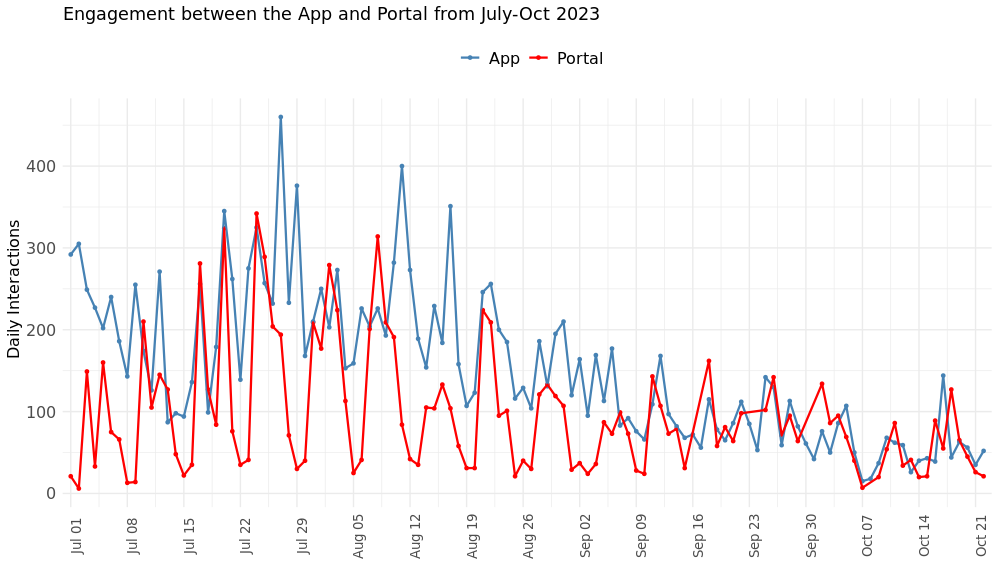 Engagement between the App and Portal from July-Oct 2023
App Portal
Daily Interactions
400
300
200
100
0
Jul 01
Jul 08
Jul 15
Jul 22
Jul 29
Aug 05
Aug 12
Aug 19
Aug 26
Sep 02
Sep 09
Sep 16
Sep 23
Sep 30
Oct 07
Oct 14
Oct 21